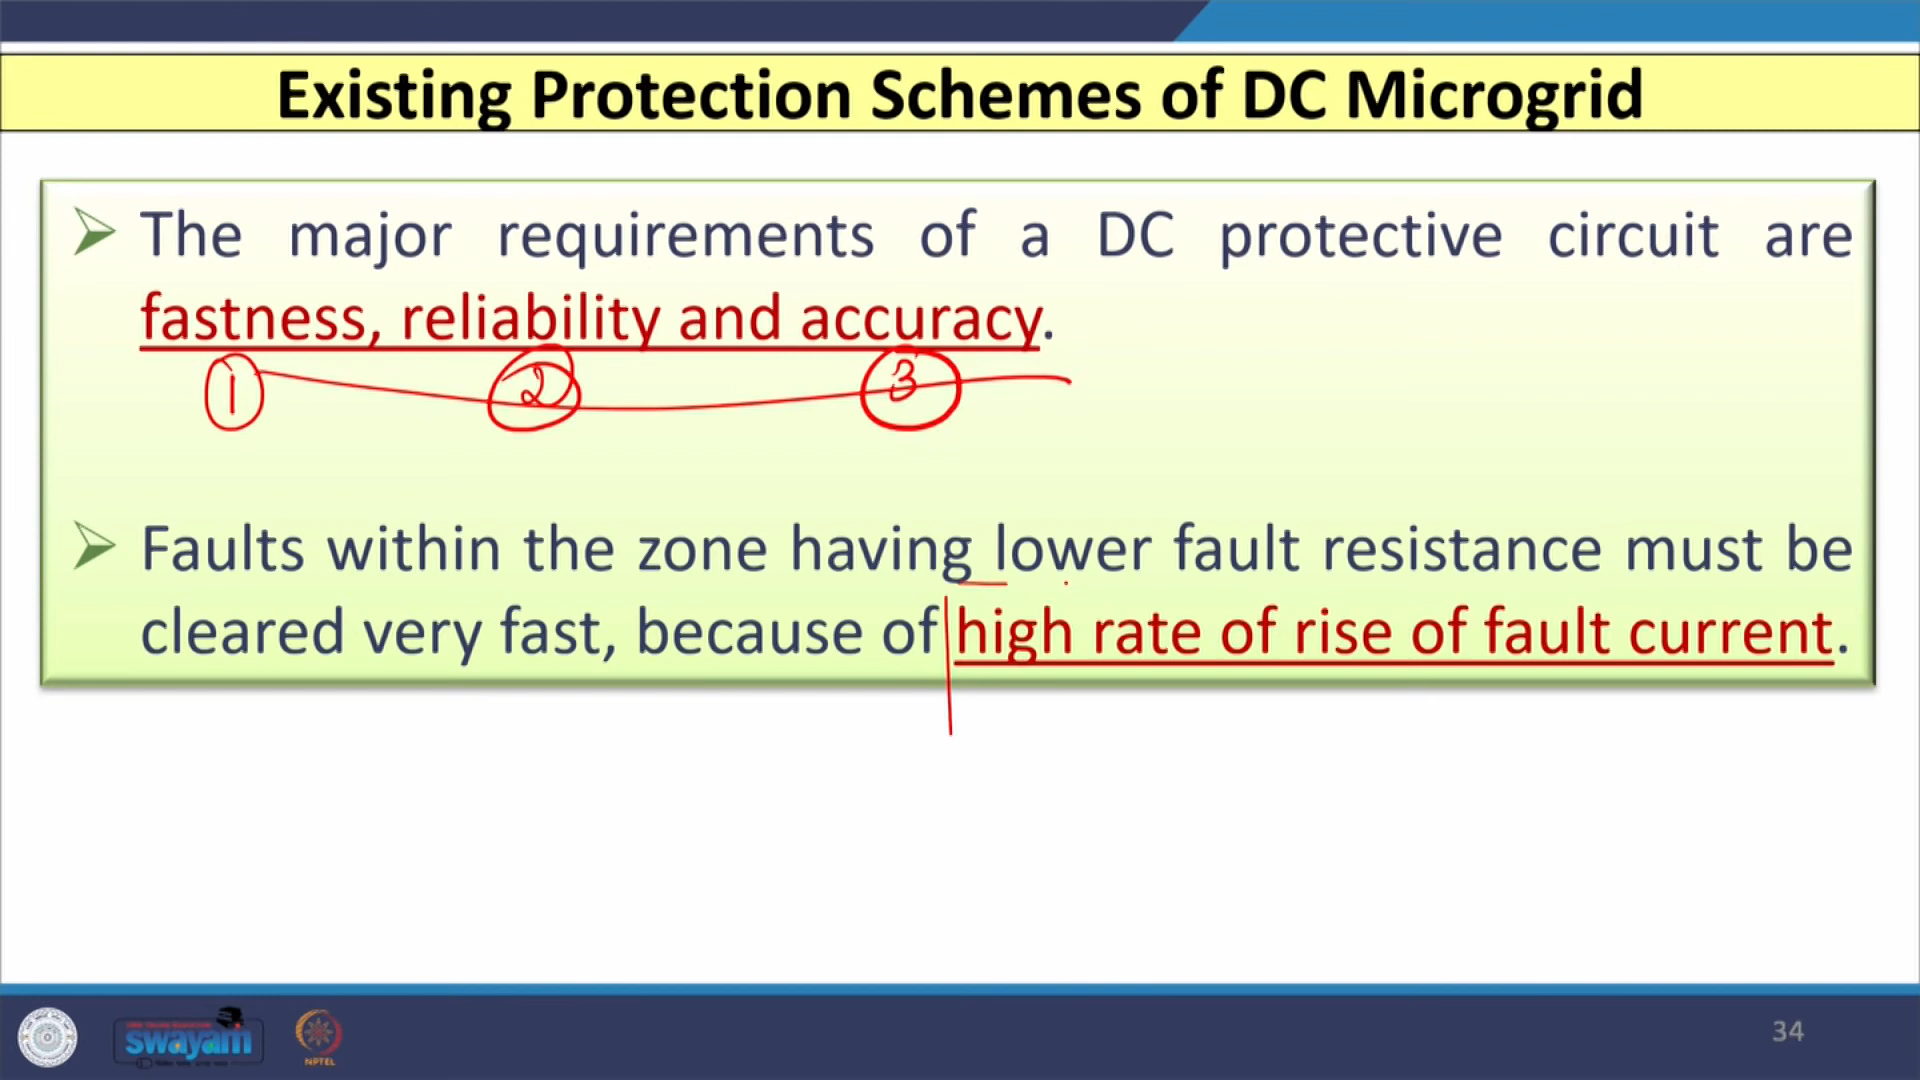 Existing Protection Schemes of DC Microgrid
The major requirements of a DC protective circuit are
fastness, reliability and accuracy.
1 2 3
Faults within the zone having lower fault resistance must be
cleared very fast, because of high rate of rise of fault current.
swayam
NPTEL
34